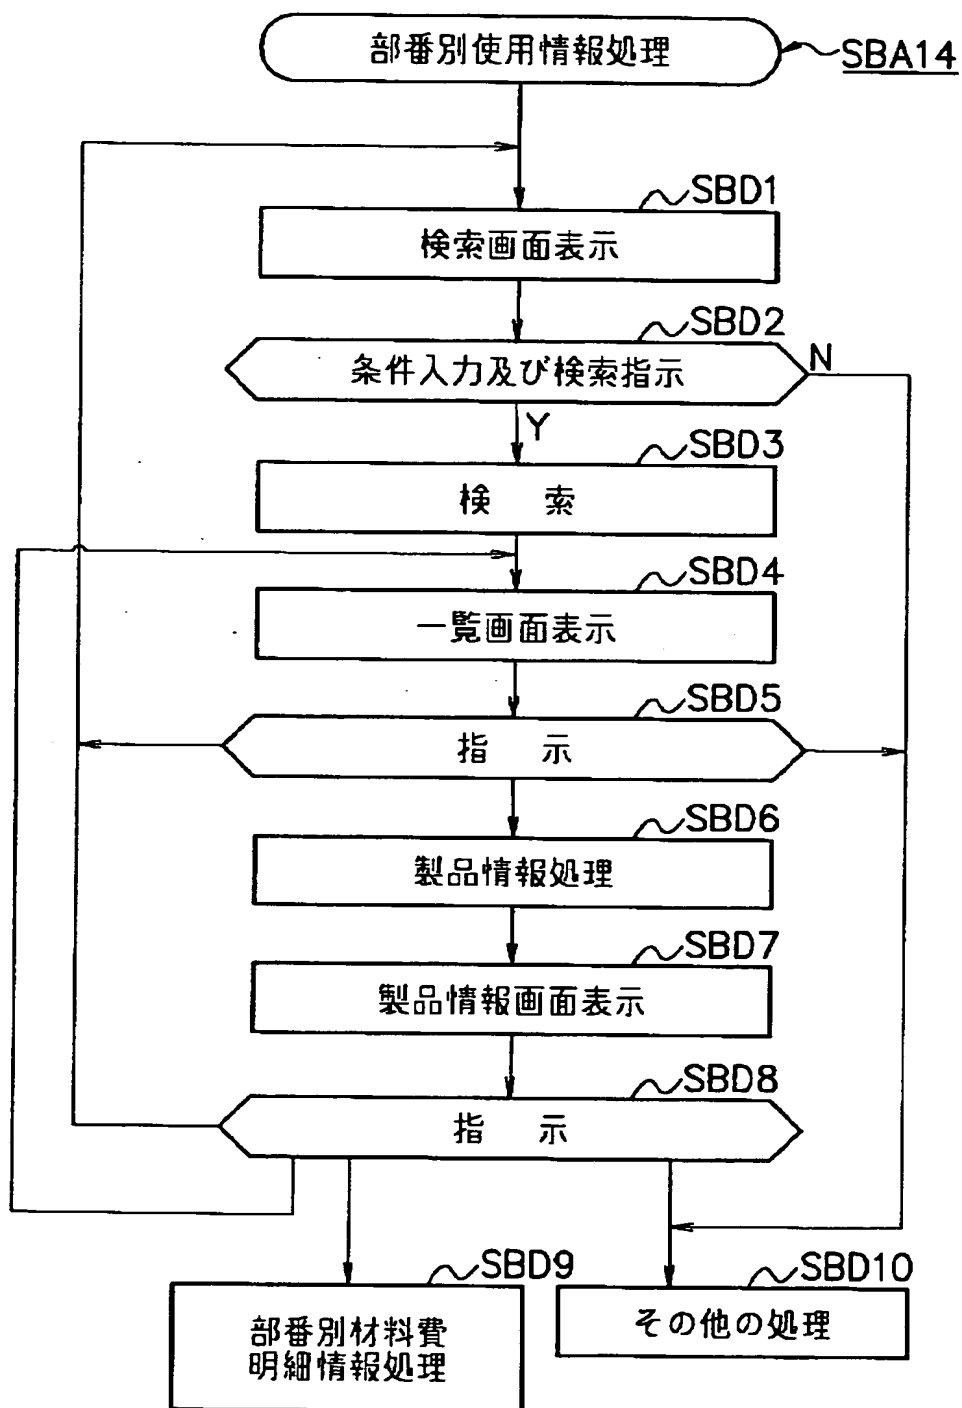 部番別使用情報処理
SBA14
SBD1
検索画面表示
SBD2
条件入力及び検索指示
N
Y
SBD3
検 索
SBD4
一覧画面表示
SBD5
指 示
SBD6
製品情報処理
SBD7
製品情報画面表示
SBD8
指 示
SBD9
部番別材料費
明細情報処理
SBD10
その他の処理